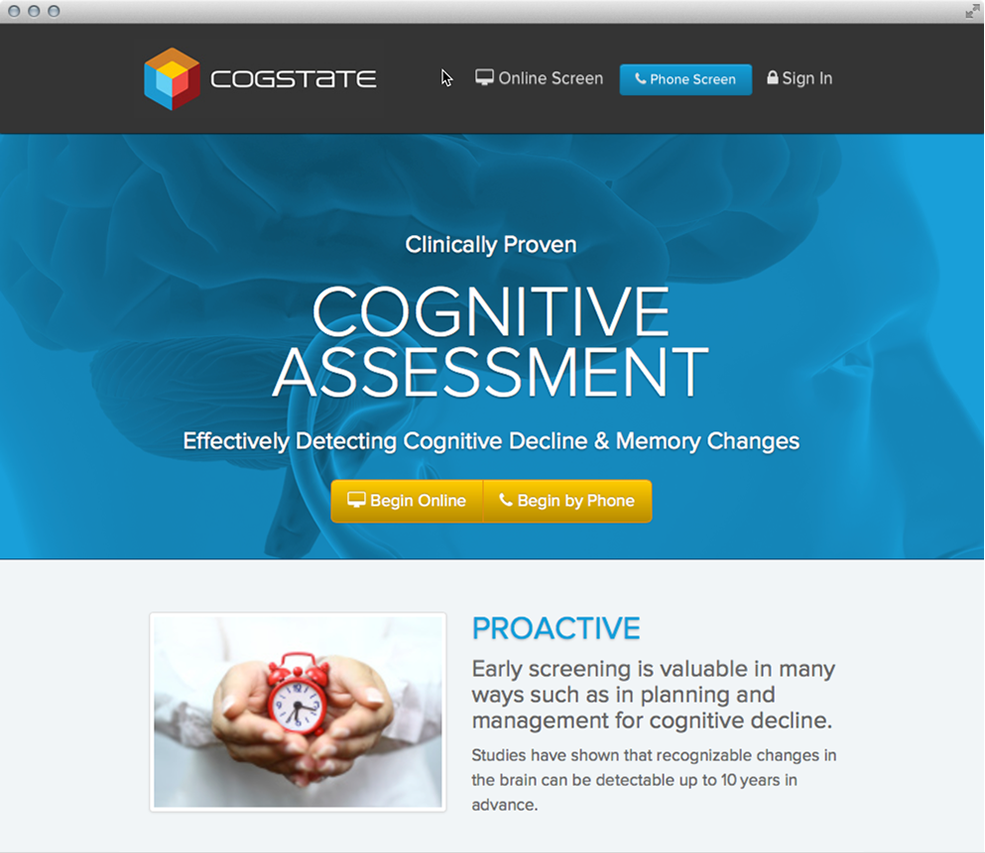 COGSTATE
Online Screen
Phone Screen
Sign In
Clinically Proven
COGNITIVE
ASSESSMENT
Effectively Detecting Cognitive Decline & Memory Changes
Begin Online
Begin by Phone
PROACTIVE
Early screening is valuable in many
ways such as in planning and
management for cognitive decline.
Studies have shown that recognizable changes in
the brain can be detectable up to 10 years in
advance.